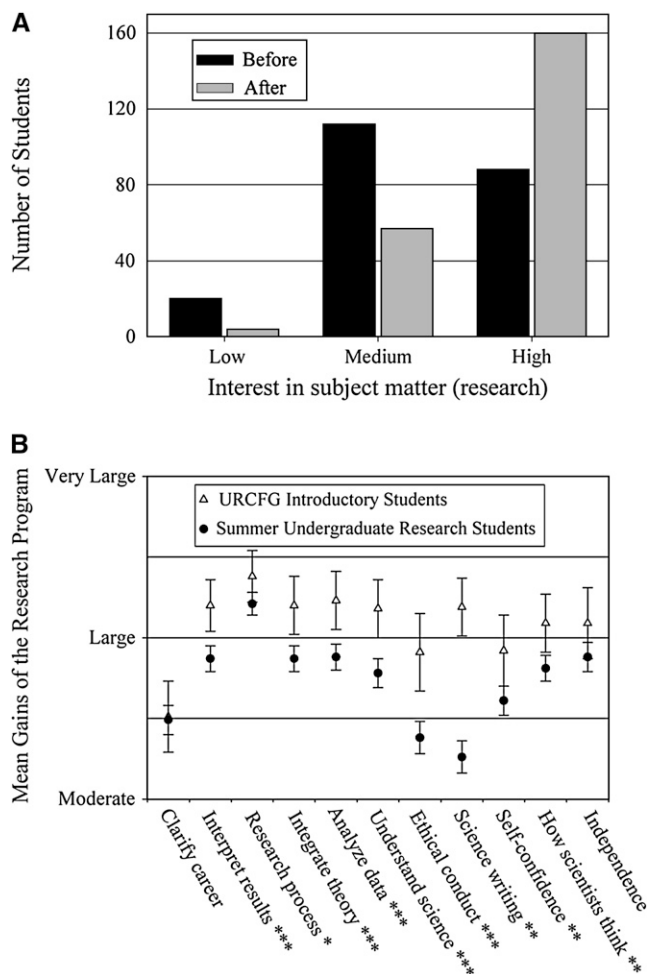 A
Number of Students
160
120
80
40
0
Before
After
Low Medium High
Interest in subject matter (research)
B
Mean Gains of the Research Program
Very Large
Large
Moderate
URCFG Introductory Students
Summer Undergraduate Research Students
Clarify career
Interpret results ***
Research process *
Integrate theory ***
Analyze data ***
Understand science ***
Ethical conduct ***
Science writing **
Self-confidence **
How scientists think **
Independence